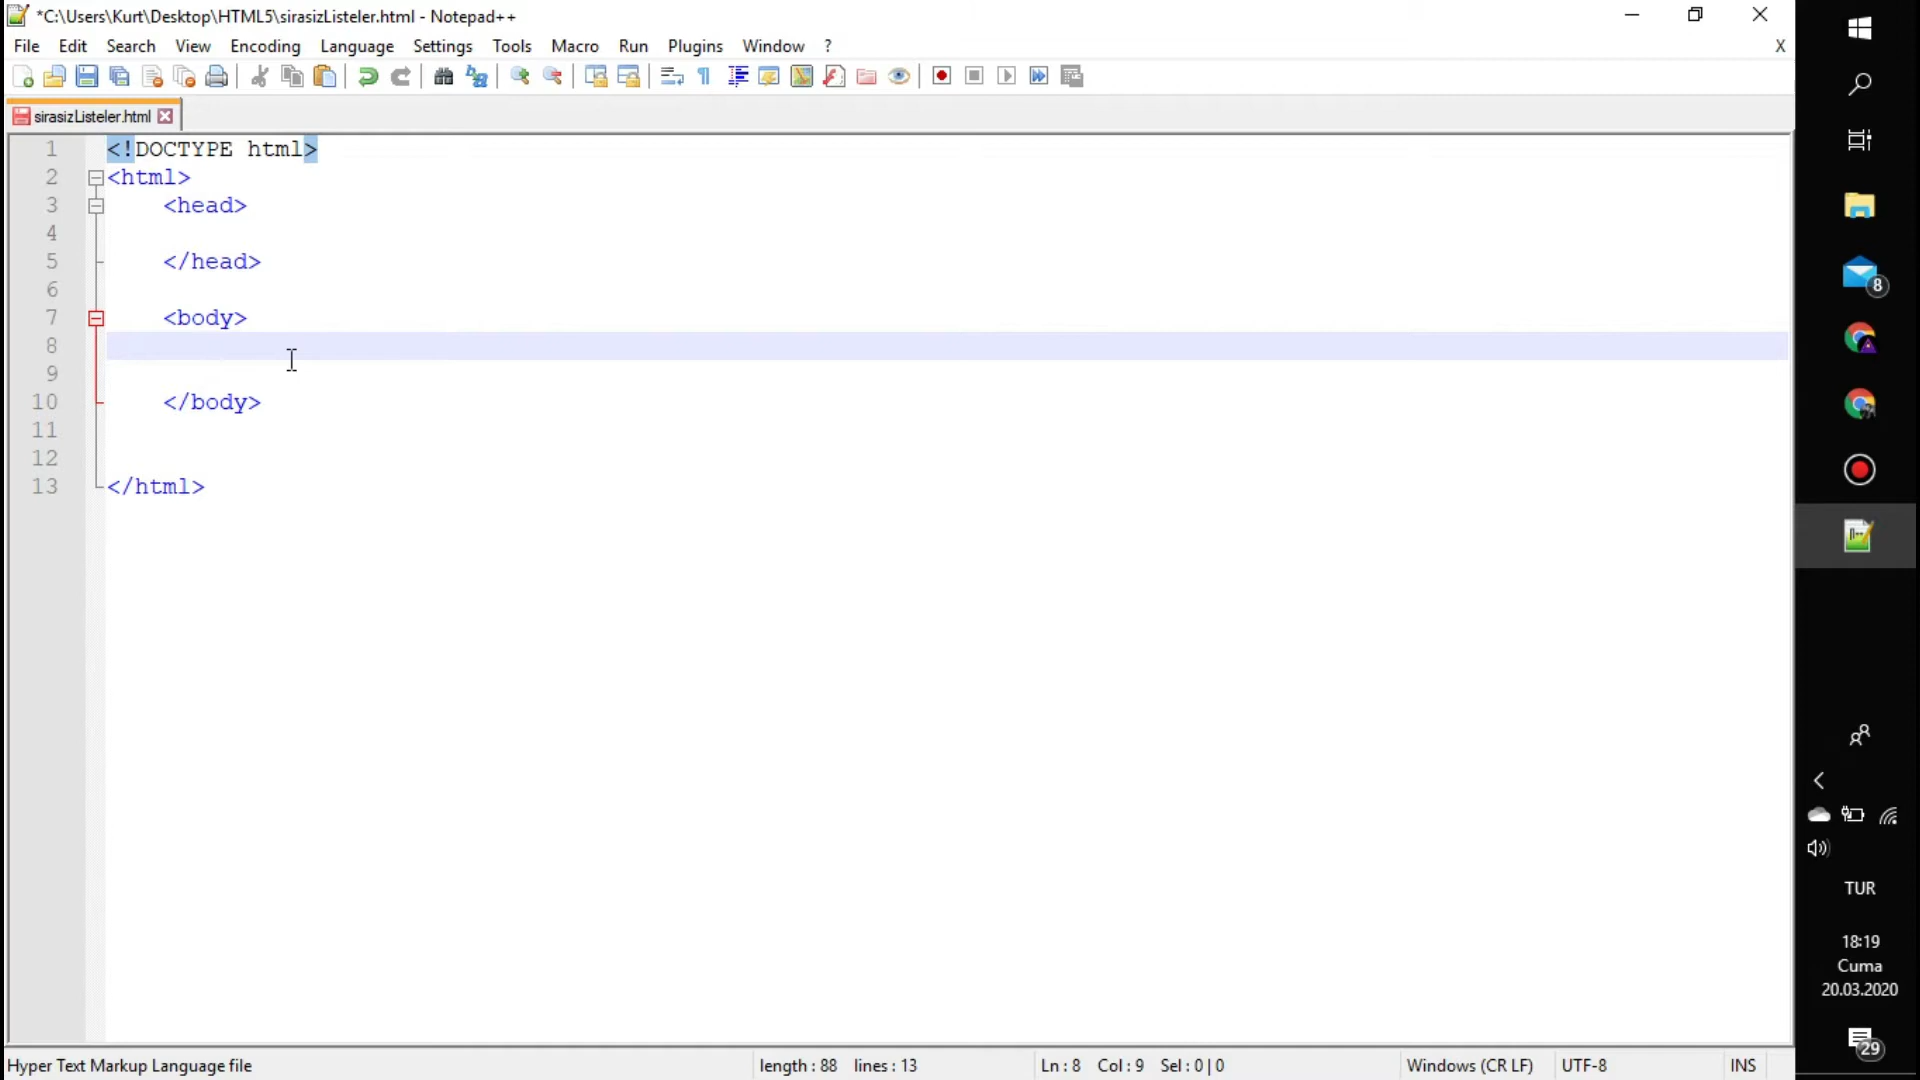 *C:\Users\Kurt\Desktop\HTML5\sirasizListeler.html - Notepad++
File Edit Search View Encoding Language Settings Tools Macro Run Plugins Window ? X
sirasizListeler.html
1 <!DOCTYPE html>
2 <html>
3 <head>
4
5 </head>
6
7 <body>
8
9
10 </body>
11
12
13 </html>
Hyper Text Markup Language file length : 88 lines : 13 Ln : 8 Col : 9 Sel : 0 | 0 Windows (CR LF) UTF-8 INS
8
TUR
18:19
Cuma
20.03.2020
29